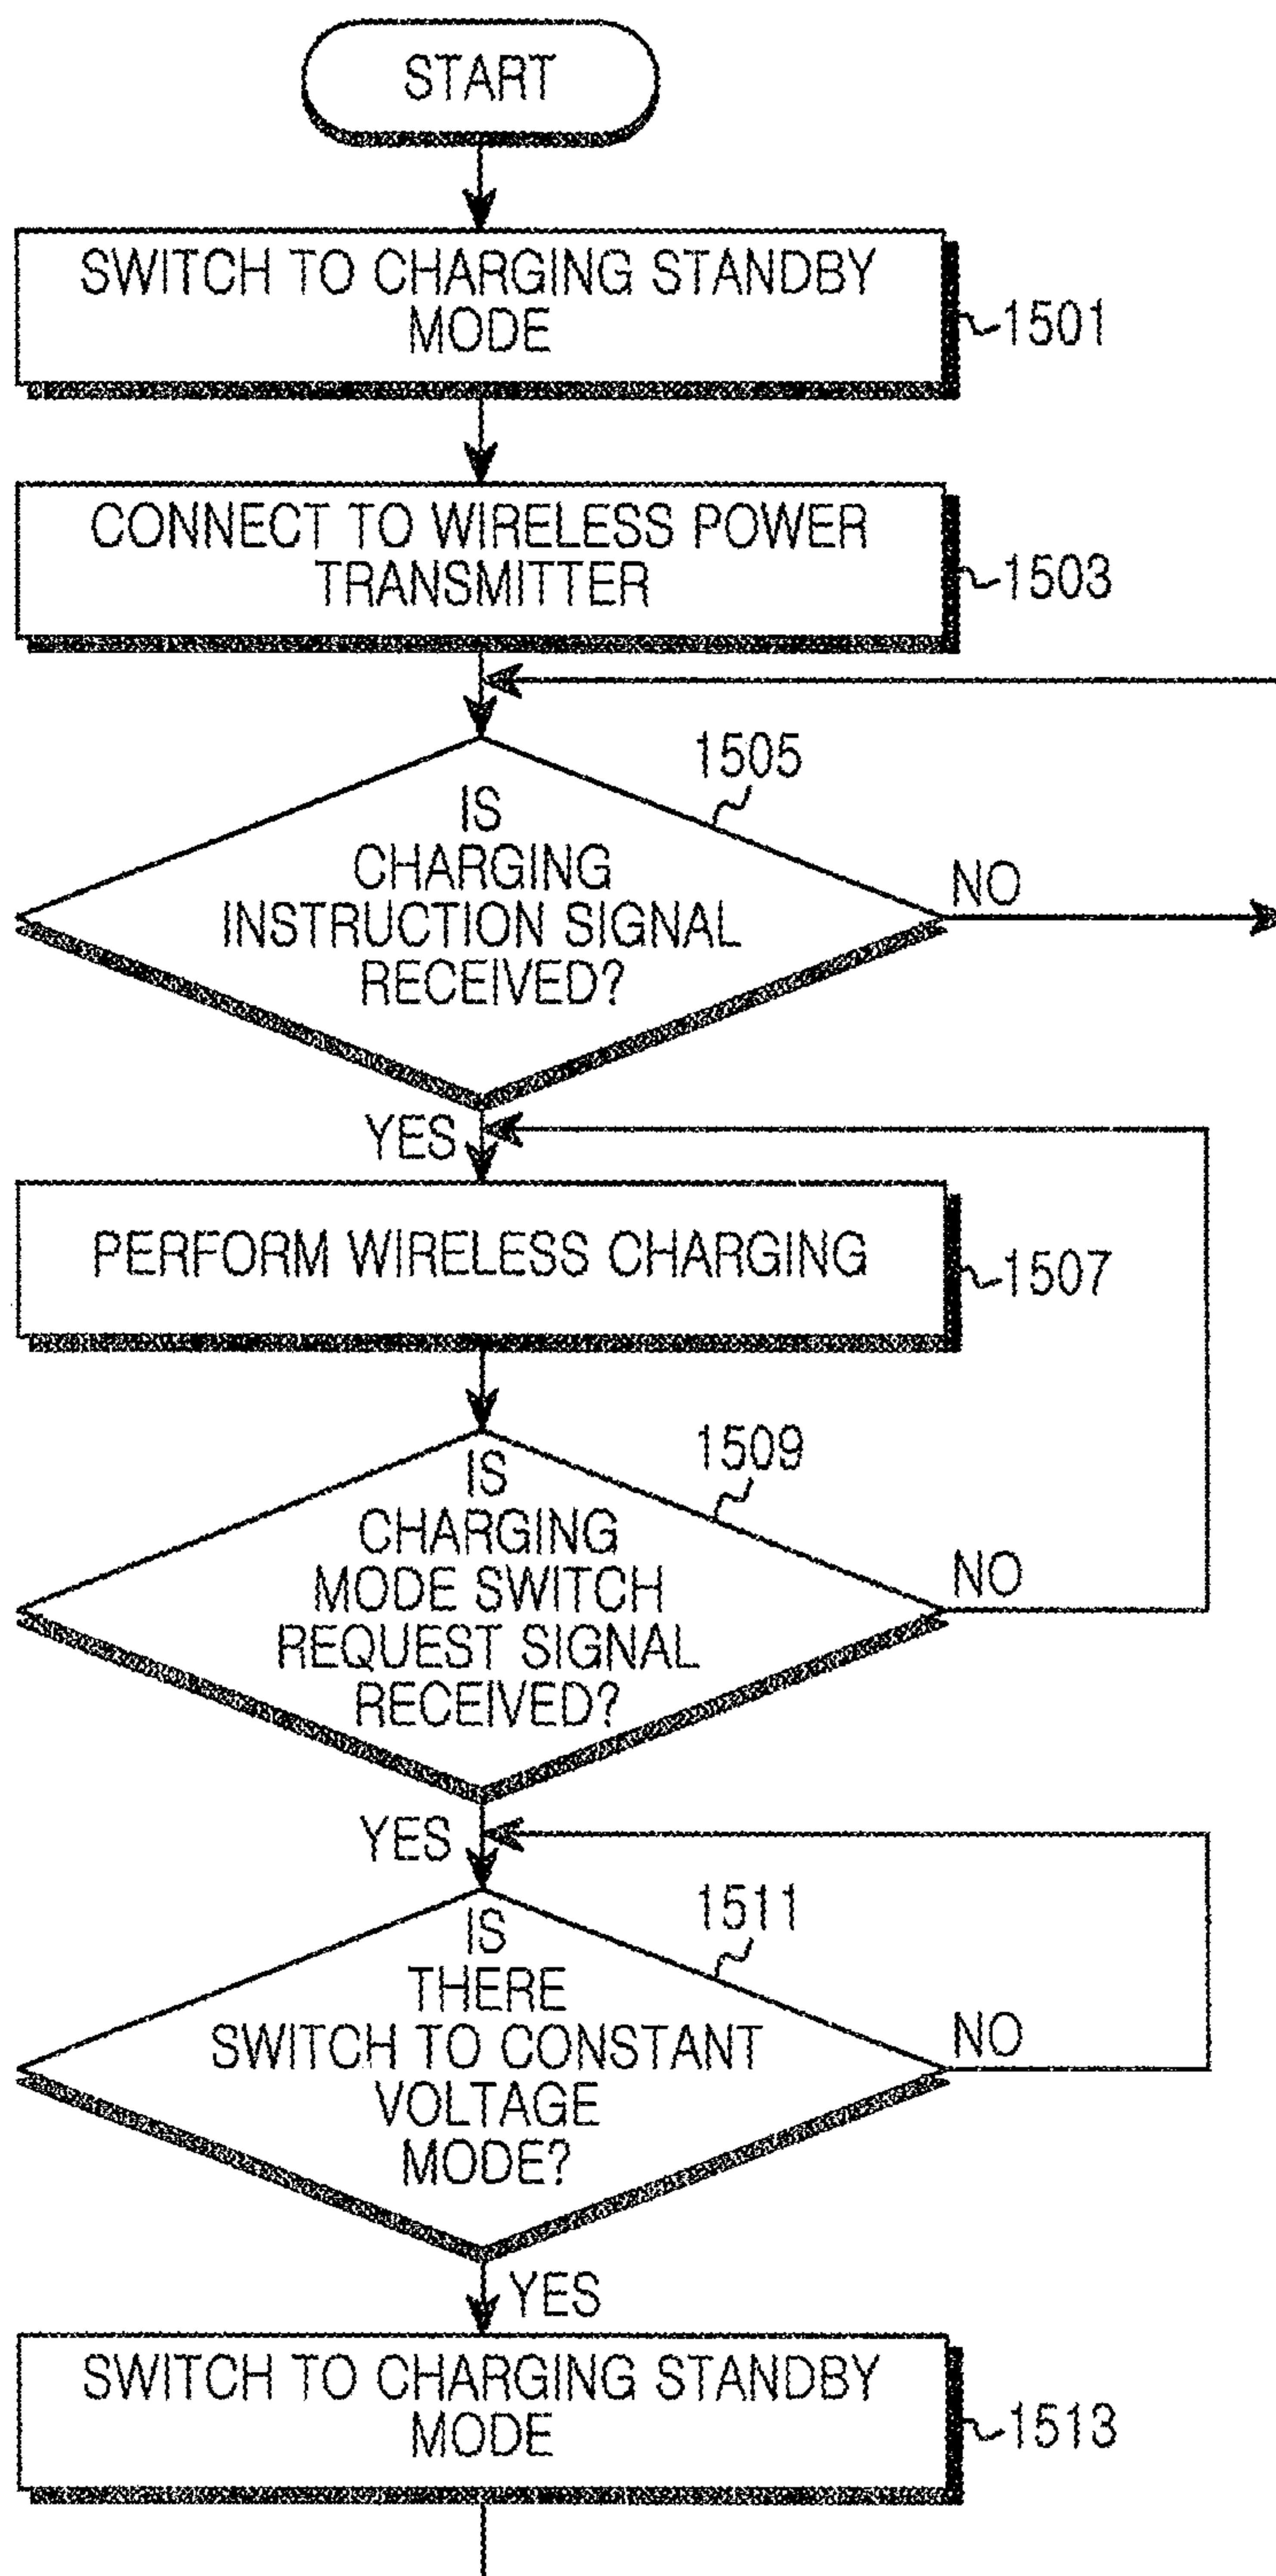 START
SWITCH TO CHARGING STANDBY
MODE
1501
CONNECT TO WIRELESS POWER
TRANSMITTER
1503
1505
IS
CHARGING
INSTRUCTION SIGNAL
RECEIVED?
NO
YES
PERFORM WIRELESS CHARGING
1507
1509
IS
CHARGING
MODE SWITCH
REQUEST SIGNAL
RECEIVED?
NO
YES
1511
IS
THERE
SWITCH TO CONSTANT
VOLTAGE
MODE?
NO
YES
SWITCH TO CHARGING STANDBY
MODE
1513